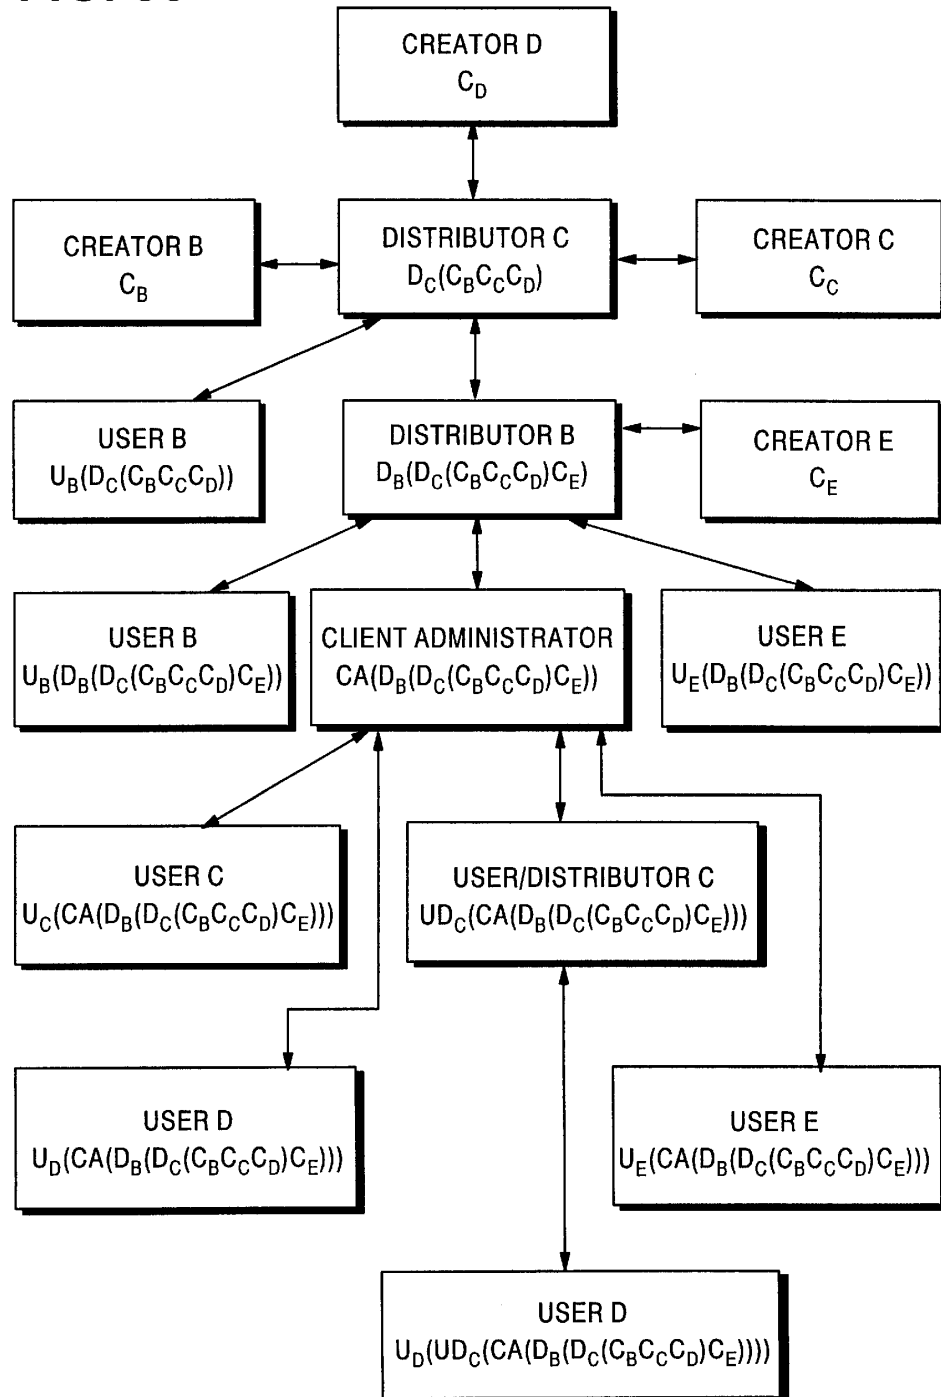 CREATOR D
C_D
CREATOR B
C_B
DISTRIBUTOR C
D_C(C_BC_CC_D)
CREATOR C
C_C
USER B
U_B(D_C(C_BC_CC_D))
DISTRIBUTOR B
D_B(D_C(C_BC_CC_D)C_E)
CREATOR E
C_E
USER B
U_B(D_B(D_C(C_BC_CC_D)C_E))
CLIENT ADMINISTRATOR
CA(D_B(D_C(C_BC_CC_D)C_E))
USER E
U_E(D_B(D_C(C_BC_CC_D)C_E))
USER C
U_C(CA(D_B(D_C(C_BC_CC_D)C_E)))
USER/DISTRIBUTOR C
UD_C(CA(D_B(D_C(C_BC_CC_D)C_E)))
USER D
U_D(CA(D_B(D_C(C_BC_CC_D)C_E)))
USER E
U_E(CA(D_B(D_C(C_BC_CC_D)C_E)))
USER D
U_D(UD_C(CA(D_B(D_C(C_BC_CC_D)C_E))))